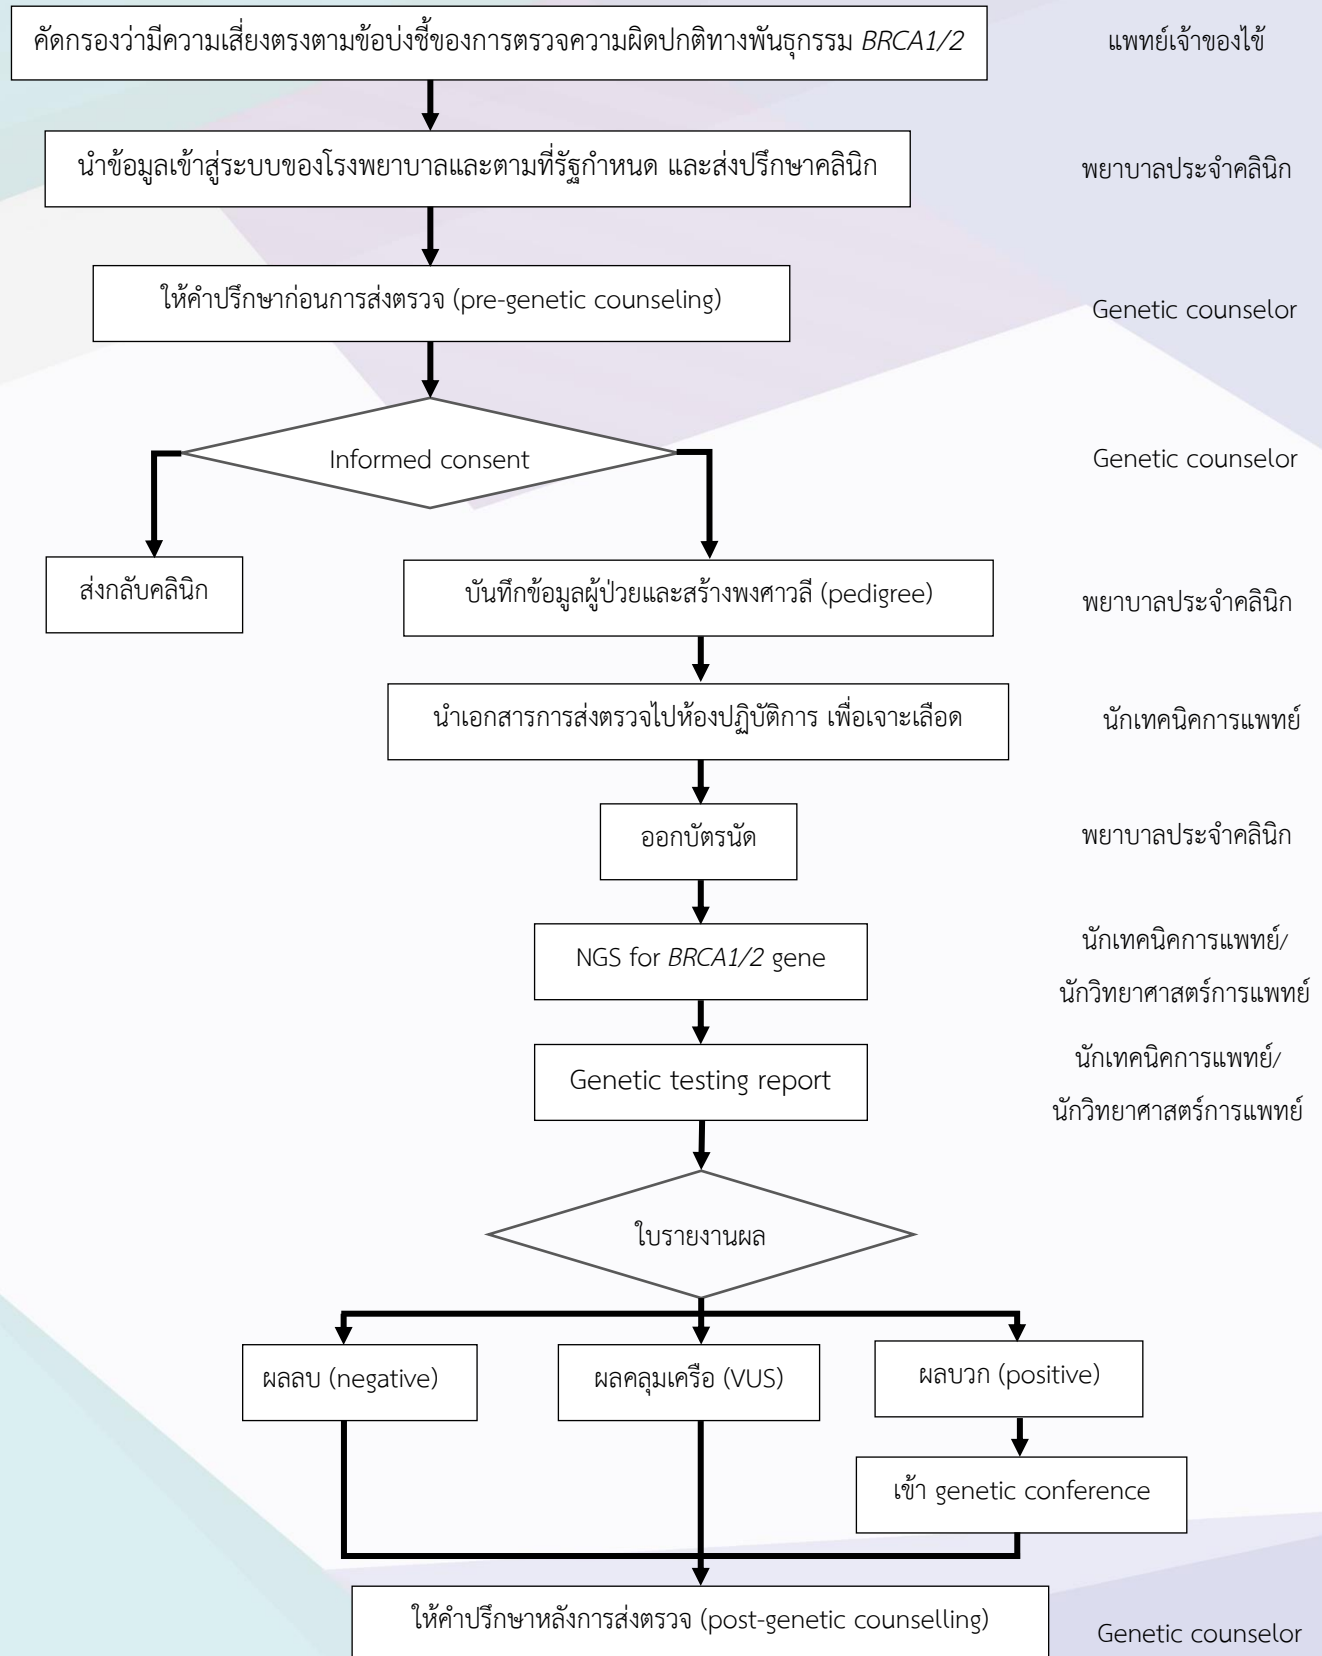 คัดกรองว่ามีความเสี่ยงตรงตามข้อบ่งชี้ของการตรวจความผิดปกติทางพันธุกรรม BRCA1/2
แพทย์เจ้าของไข้
นำข้อมูลเข้าสู่ระบบของโรงพยาบาลและตามที่รัฐกำหนด และส่งปรึกษาคลินิก
พยาบาลประจำคลินิก
ให้คำปรึกษาก่อนการส่งตรวจ (pre-genetic counseling)
Genetic counselor
Informed consent
Genetic counselor
ส่งกลับคลินิก
บันทึกข้อมูลผู้ป่วยและสร้างพงศาวลี (pedigree)
พยาบาลประจำคลินิก
นำเอกสารการส่งตรวจไปห้องปฏิบัติการ เพื่อเจาะเลือด
นักเทคนิคการแพทย์
ออกบัตรนัด
พยาบาลประจำคลินิก
NGS for BRCA1/2 gene
นักเทคนิคการแพทย์/
นักวิทยาศาสตร์การแพทย์
Genetic testing report
นักเทคนิคการแพทย์/
นักวิทยาศาสตร์การแพทย์
ใบรายงานผล
ผลลบ (negative)
ผลคลุมเครือ (VUS)
ผลบวก (positive)
เข้า genetic conference
ให้คำปรึกษาหลังการส่งตรวจ (post-genetic counselling)
Genetic counselor